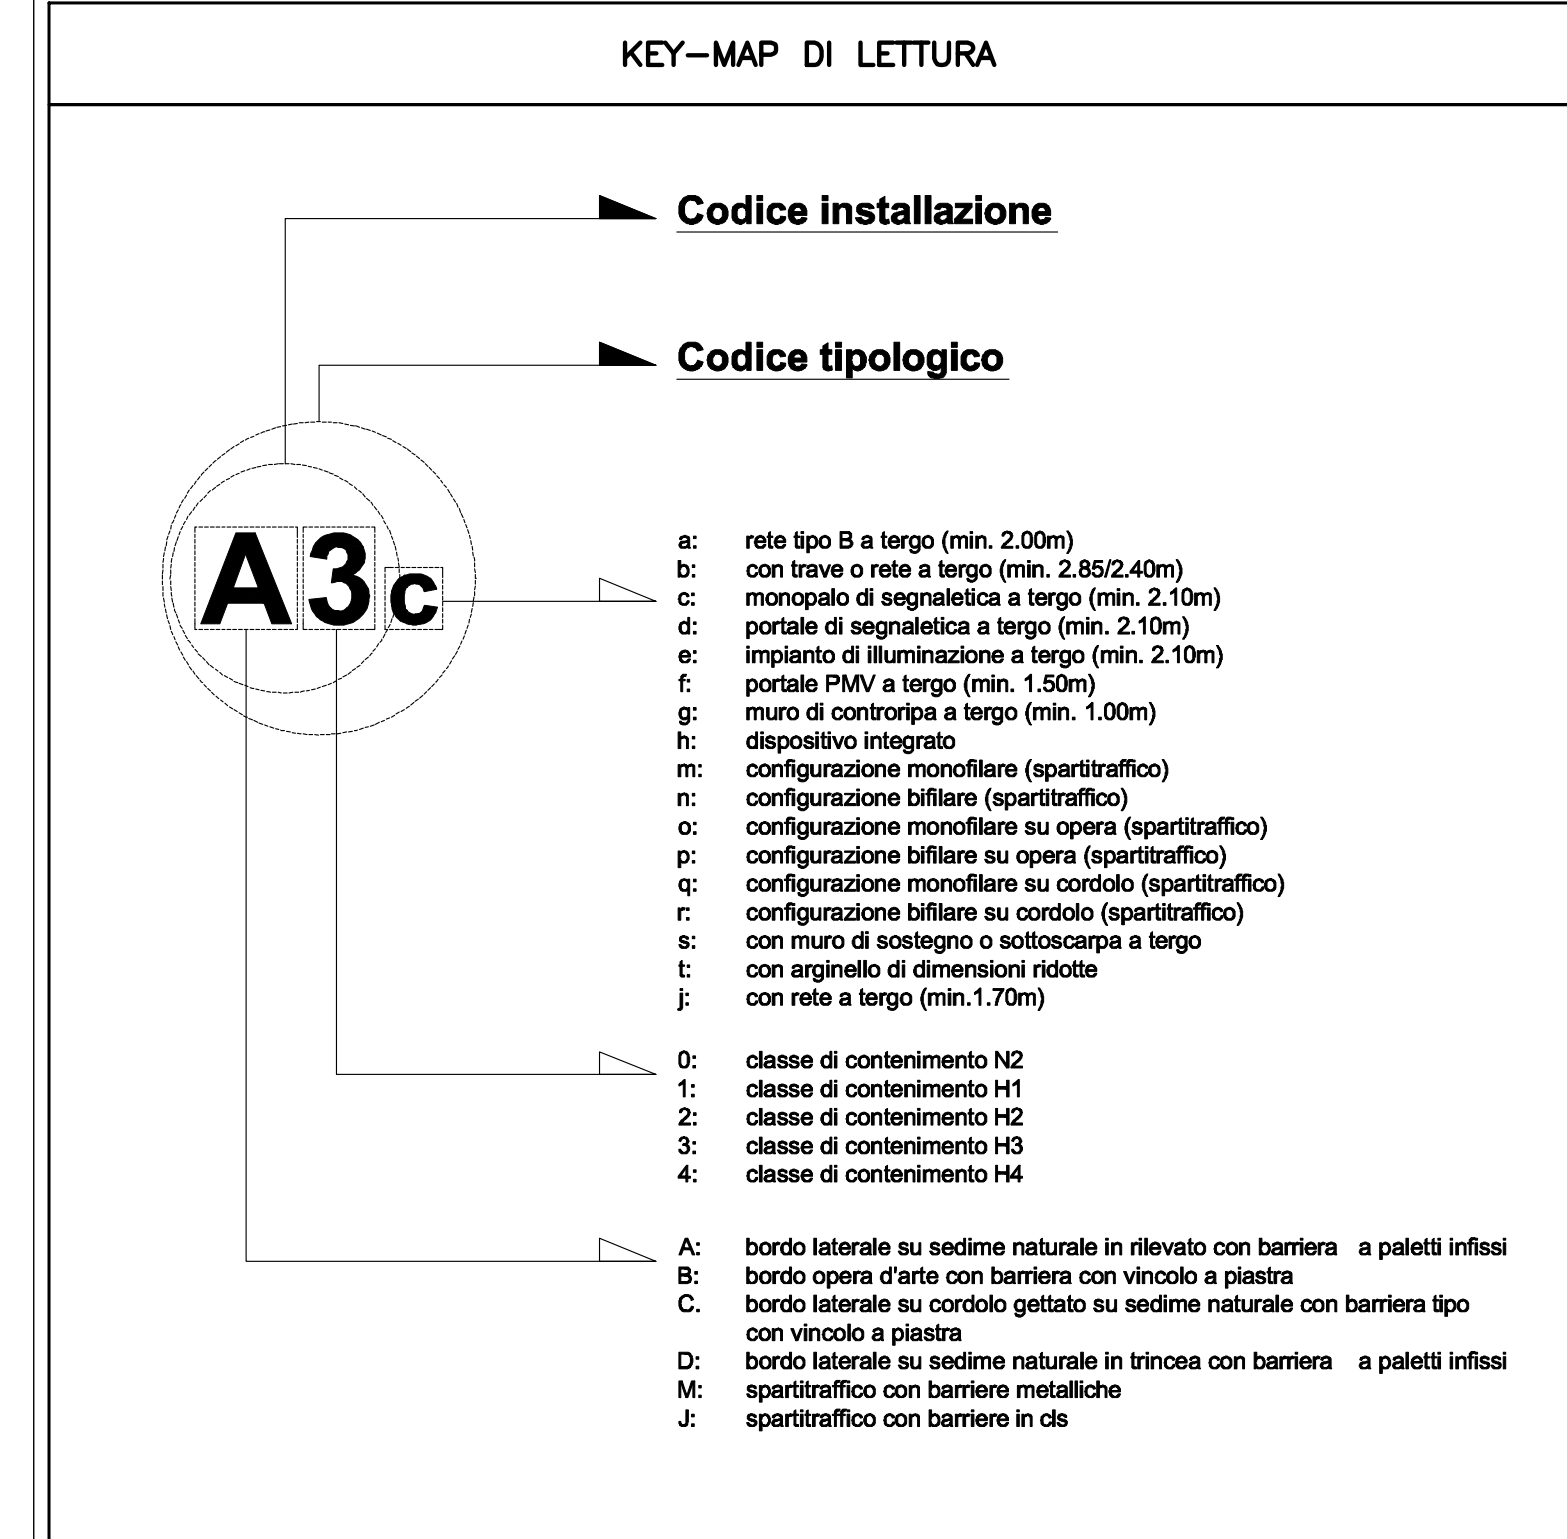 KEY-MAP DI LETTURA
Codice installazione
Codice tipologico
A3c
a: rete tipo B a tergo (min. 2.00m)
b: con trave o rete a tergo (min. 2.85/2.40m)
c: monopalo di segnaletica a tergo (min. 2.10m)
d: portale di segnaletica a tergo (min. 2.10m)
e: impianto di illuminazione a tergo (min. 2.10m)
f: portale PMV a tergo (min. 1.50m)
g: muro di controripa a tergo (min. 1.00m)
h: dispositivo integrato
m: configurazione monofilare (spartitraffico)
n: configurazione bifilare (spartitraffico)
o: configurazione monofilare su opera (spartitraffico)
p: configurazione bifilare su opera (spartitraffico)
q: configurazione monofilare su cordolo (spartitraffico)
r: configurazione bifilare su cordolo (spartitraffico)
s: con muro di sostegno o sottoscarpa a tergo
t: con arginello di dimensioni ridotte
j: con rete a tergo (min.1.70m)
0: classe di contenimento N2
1: classe di contenimento H1
2: classe di contenimento H2
3: classe di contenimento H3
4: classe di contenimento H4
A: bordo laterale su sedime naturale in rilevato con barriera a paletti infissi
B: bordo opera d'arte con barriera con vincolo a piastra
C. bordo laterale su cordolo gettato su sedime naturale con barriera tipo
con vincolo a piastra
D: bordo laterale su sedime naturale in trincea con barriera a paletti infissi
M: spartitraffico con barriere metalliche
J: spartitraffico con barriere in cls